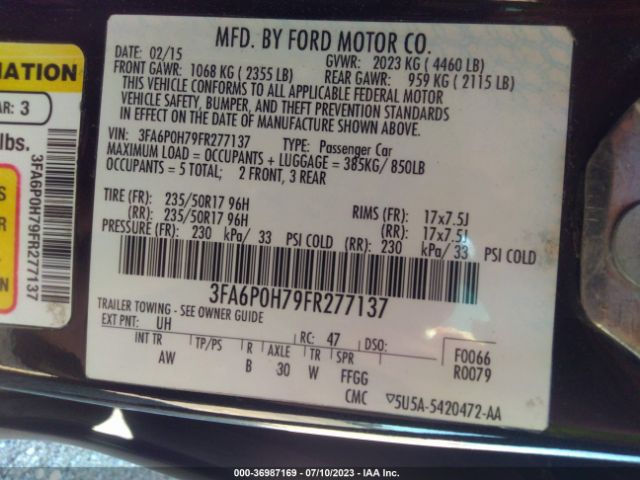 MFD. BY FORD MOTOR CO.
DATE: 02/15 GVWR: 2023 KG ( 4460 LB)
FRONT GAWR: 1068 KG ( 2355 LB) REAR GAWR: 959 KG ( 2115 LB)
THIS VEHICLE CONFORMS TO ALL APPLICABLE FEDERAL MOTOR
VEHICLE SAFETY, BUMPER, AND THEFT PREVENTION STANDARDS
IN EFFECT ON THE DATE OF MANUFACTURE SHOWN ABOVE.
VIN: 3FA6P0H79FR277137 TYPE: Passenger Car
MAXIMUM LOAD = OCCUPANTS + LUGGAGE = 385KG/ 850LB
OCCUPANTS = 5 TOTAL; 2 FRONT, 3 REAR
TIRE (FR): 235/50R17 96H RIMS (FR): 17x7.5J
(RR): 235/50R17 96H (RR): 17x7.5J
PRESSURE (FR): 230 kPa/ 33 PSI COLD (RR): 230 kPa/ 33 PSI COLD
3FA6P0H79FR277137
TRAILER TOWING - SEE OWNER GUIDE
EXT PNT: UH RC: 47 DSO:
INT TR TP/PS R AXLE TR SPR F0066
AW B 30 W FFGG R0079
CMC 5U5A-5420472-AA
MATION
AR: 3
lbs.
3FA6P0H79FR277137
000-36987169 - 07/10/2023 - IAA Inc.